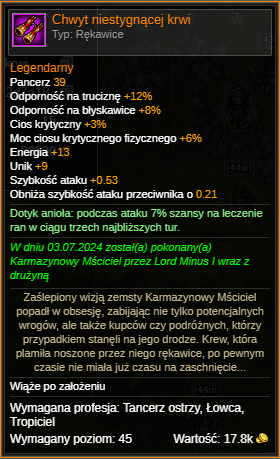 Chwyt niestygnącej krwi
Typ: Rękawice
Legendarny
Pancerz 39
Odporność na truciznę +12%
Odporność na błyskawice +8%
Cios krytyczny +3%
Moc ciosu krytycznego fizycznego +6%
Energia +13
Unik +9
Szybkość ataku +0.53
Obniża szybkość ataku przeciwnika o 0.21
Dotyk anioła: podczas ataku 7% szansy na leczenie
ran w ciągu trzech najbliższych tur.
W dniu 03.07.2024 został(a) pokonany(a)
Karmazynowy Mściciel przez Lord Minus I wraz z
drużyną
Zaślepiony wizją zemsty Karmazynowy Mściciel
popadł w obsesję, zabijając nie tylko potencjalnych
wrogów, ale także kupców czy podróżnych, którzy
przypadkiem stanęli na jego drodze. Krew, która
plamiła noszone przez niego rękawice, po pewnym
czasie nie miała już czasu na zaschnięcie...
Wiąże po założeniu
Wymagana profesja: Tancerz ostrzy, Łowca,
Tropiciel
Wymagany poziom: 45 Wartość: 17.8k